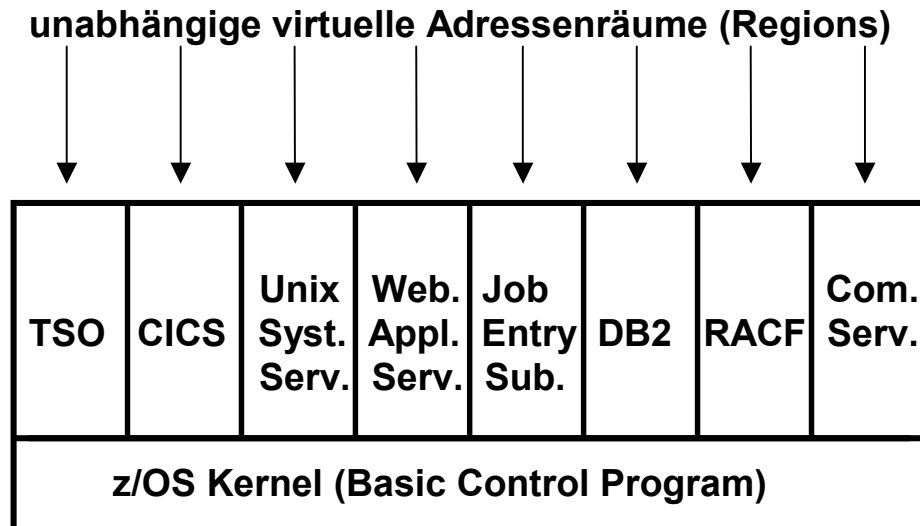 unabhängige virtuelle Adressenräume (Regions)
TSO
CICS
Unix
Syst.
Serv.
Web.
Appl.
Serv.
Job
Entry
Sub.
DB2
RACF
Com.
Serv.
z/OS Kernel (Basic Control Program)